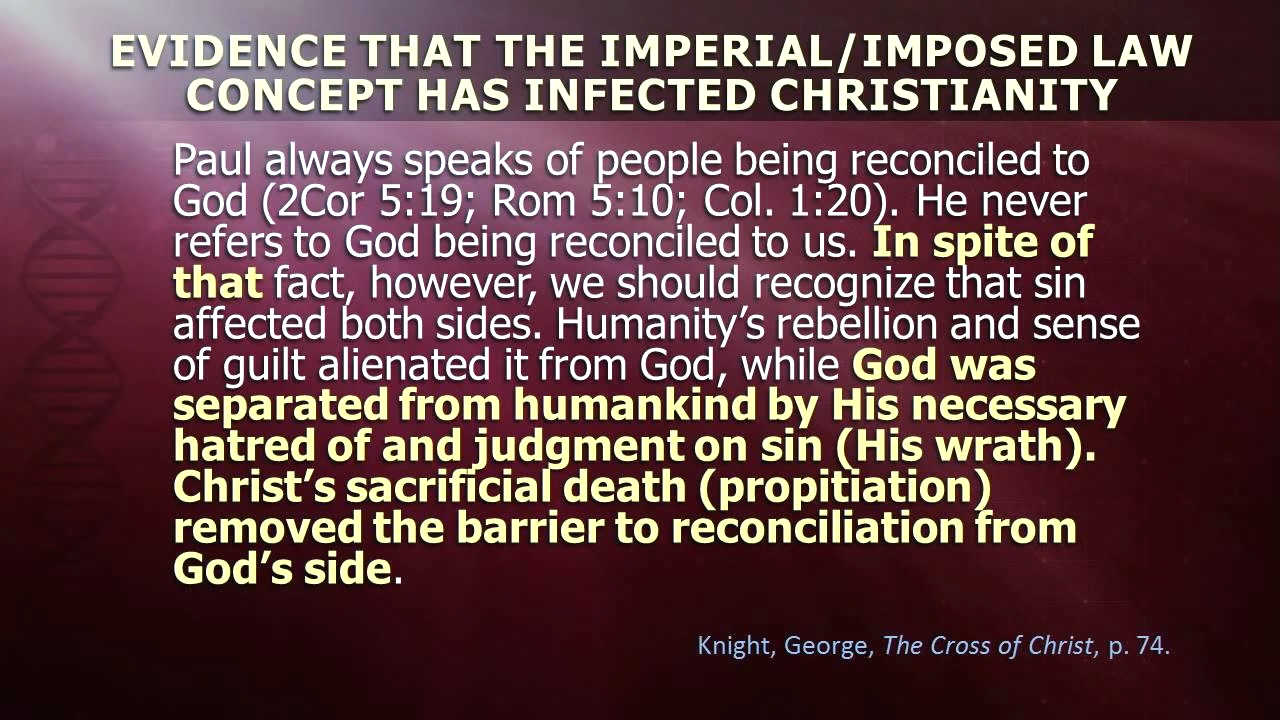 EVIDENCE THAT THE IMPERIAL/IMPOSED LAW
CONCEPT HAS INFECTED CHRISTIANITY
Paul always speaks of people being reconciled to
God (2Cor 5:19; Rom 5:10; Col. 1:20). He never
refers to God being reconciled to us. In spite of
that fact, however, we should recognize that sin
affected both sides. Humanity’s rebellion and sense
of guilt alienated it from God, while God was
separated from humankind by His necessary
hatred of and judgment on sin (His wrath).
Christ’s sacrificial death (propitiation)
removed the barrier to reconciliation from
God’s side.
Knight, George, The Cross of Christ, p. 74.